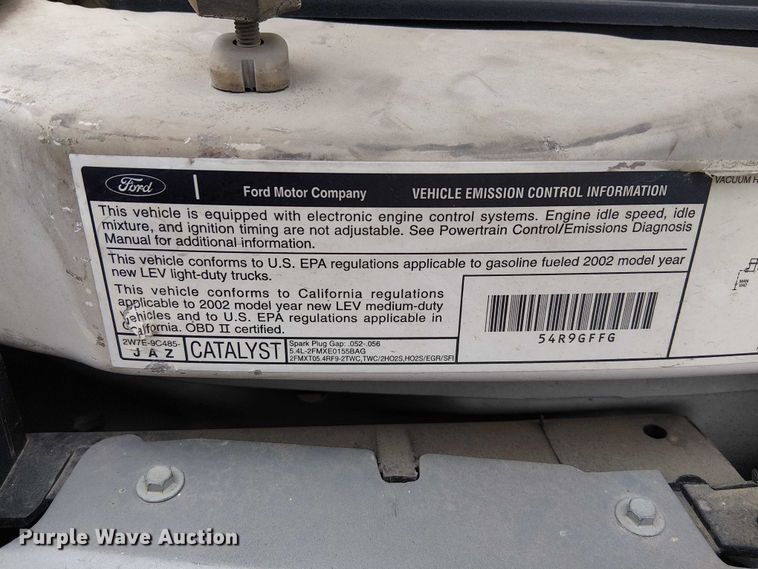 Ford
Ford Motor Company
VEHICLE EMISSION CONTROL INFORMATION
VACUUM
This vehicle is equipped with electronic engine control systems. Engine idle speed, idle
mixture, and ignition timing are not adjustable. See Powertrain Control/Emissions Diagnosis
Manual for additional information.
This vehicle conforms to U.S. EPA regulations applicable to gasoline fueled 2002 model year
new LEV light-duty trucks.
This vehicle conforms to California regulations
applicable to 2002 model year new LEV medium-duty
vehicles and to U.S. EPA regulations applicable in
California. OBD II certified.
54R9GFFG
MAN
2W7E-9C485-
JAZ
CATALYST
Spark Plug Gap: .052-.056
5.4L-2FMXE0155BAG
2FMXT05.4RF9-2TWC,TWC/2HO2S,HO2S/EGR/SFI
Purple Wave Auction